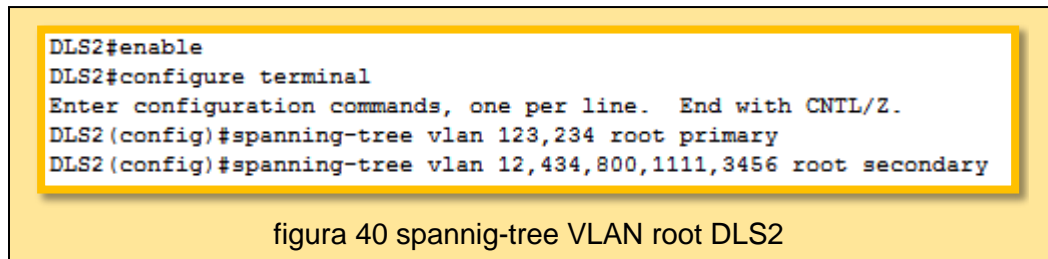 DLS2#enable
DLS2#configure terminal
Enter configuration commands, one per line.  End with CNTL/Z.
DLS2(config)#spanning-tree vlan 123,234 root primary
DLS2(config)#spanning-tree vlan 12,434,800,1111,3456 root secondary
figura 40 spannig-tree VLAN root DLS2